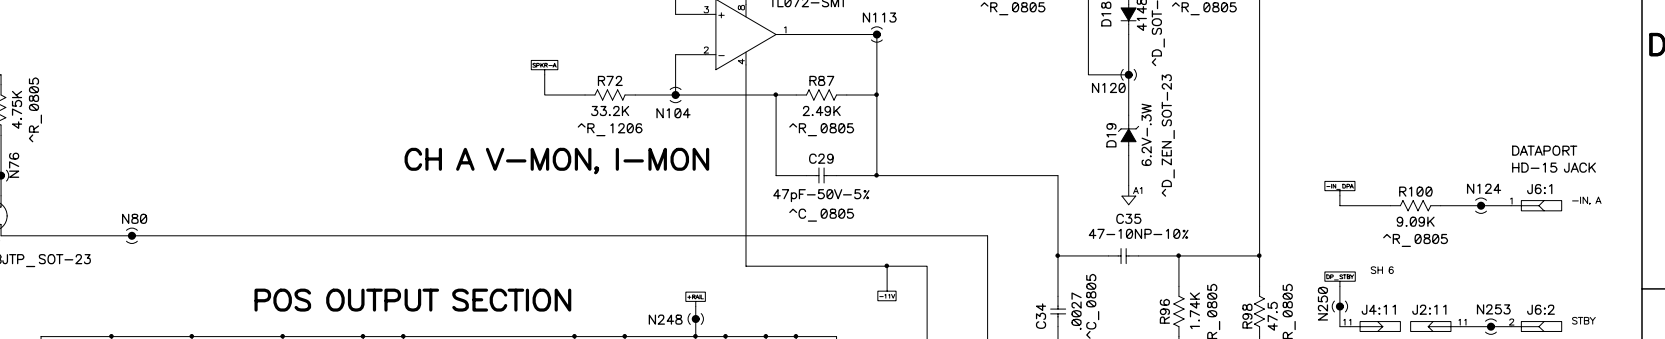 TL072-SMT
3
8
+
1
2
-
4
N113
^R_0805
D18
4148
^D_SOT-
^R_0805
D
SPKR-A
R72
33.2K
^R_1206
N104
R87
2.49K
^R_0805
N120
D19
6.2V-.3W
^D_ZEN_SOT-23
A1
4.75K
^R_0805
N76
CH A V-MON, I-MON
C29
47pF-50V-5%
^C_0805
DATAPORT
HD-15 JACK
-IN_DPA
R100
9.09K
^R_0805
N124
1
J6:1
-IN, A
N80
C35
47-10NP-10%
JTP_SOT-23
POS OUTPUT SECTION
+RAIL
N248
-11V
C34
.0027
^C_0805
R96
1.74K
R_0805
R98
47.5
R_0805
DP_STBY
SH 6
N250
11
J4:11
J2:11
11
N253
2
J6:2
STBY